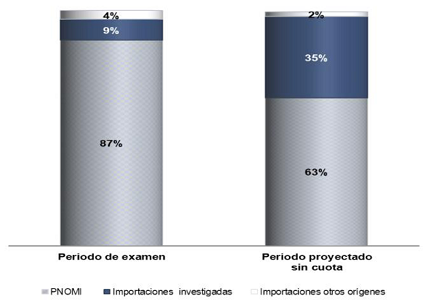 4%
2%
9%
35%
87%
63%
Periodo de examen
Periodo proyectado
sin cuota
PNOMI
Importaciones investigadas
Importaciones otros orígenes